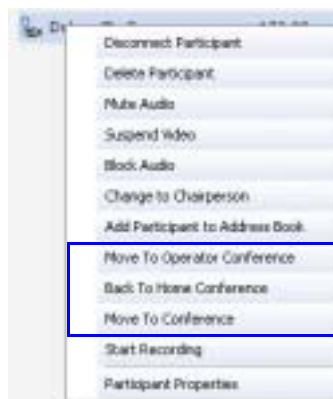 Disconnect Participant
Delete Participant
Mute Audio
Suspend Video
Block Audio
Change to Chairperson
Add Participant to Address Book
Move To Operator Conference
Back To Home Conference
Move To Conference
Start Recording
Participant Properties